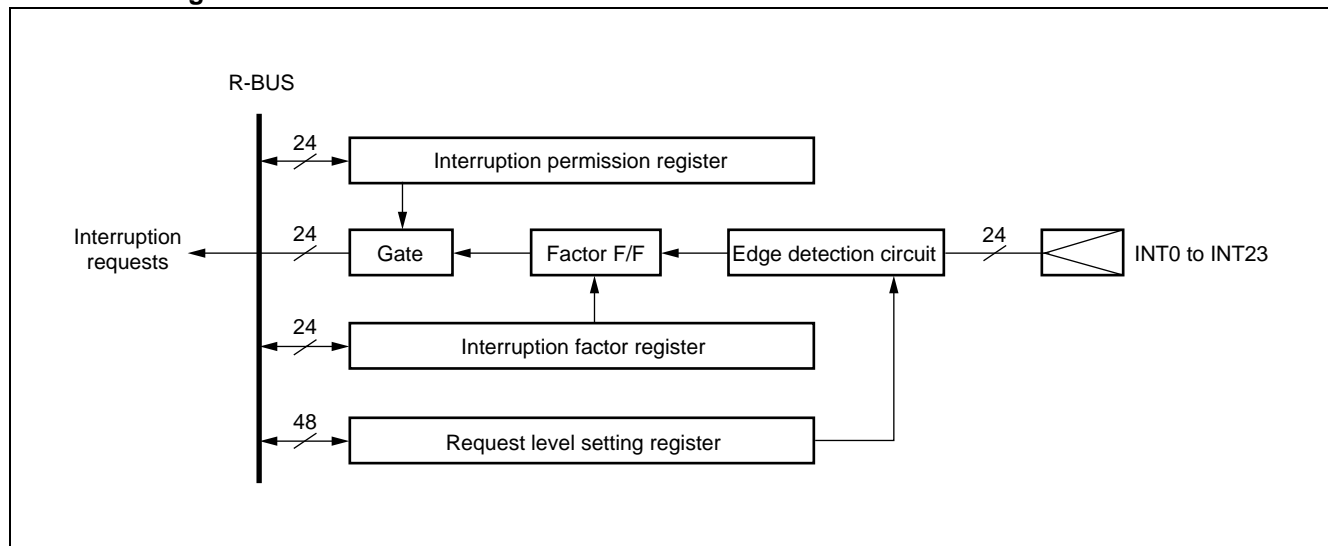 R-BUS
24
Interruption permission register
Interruption
requests
24
Gate
Factor F/F
Edge detection circuit
24
INT0 to INT23
24
Interruption factor register
48
Request level setting register